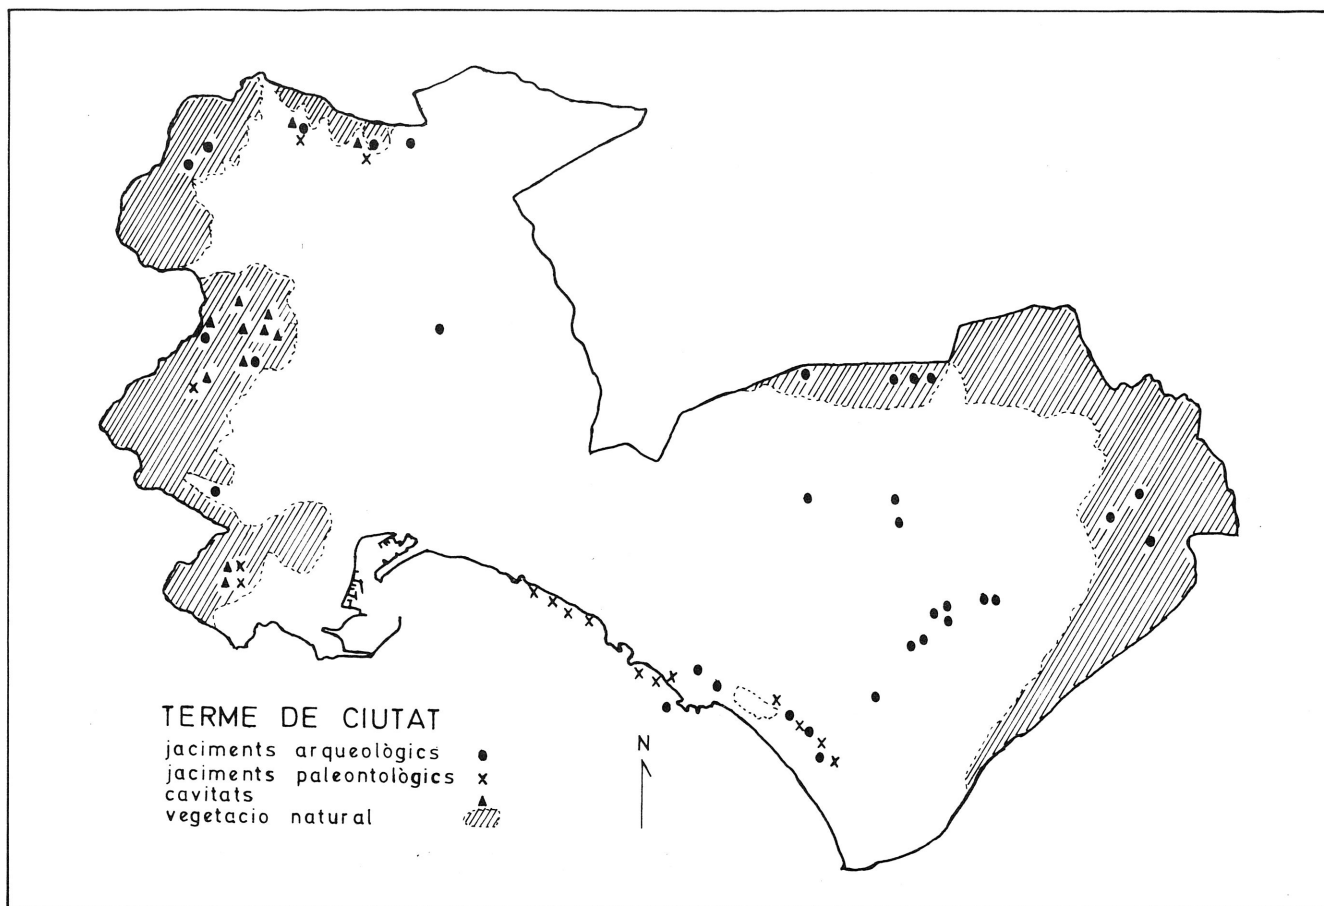 TERME DE CIUTAT
jaciments arqueològics
jaciments paleontològics
cavitats
vegetacio natural
N